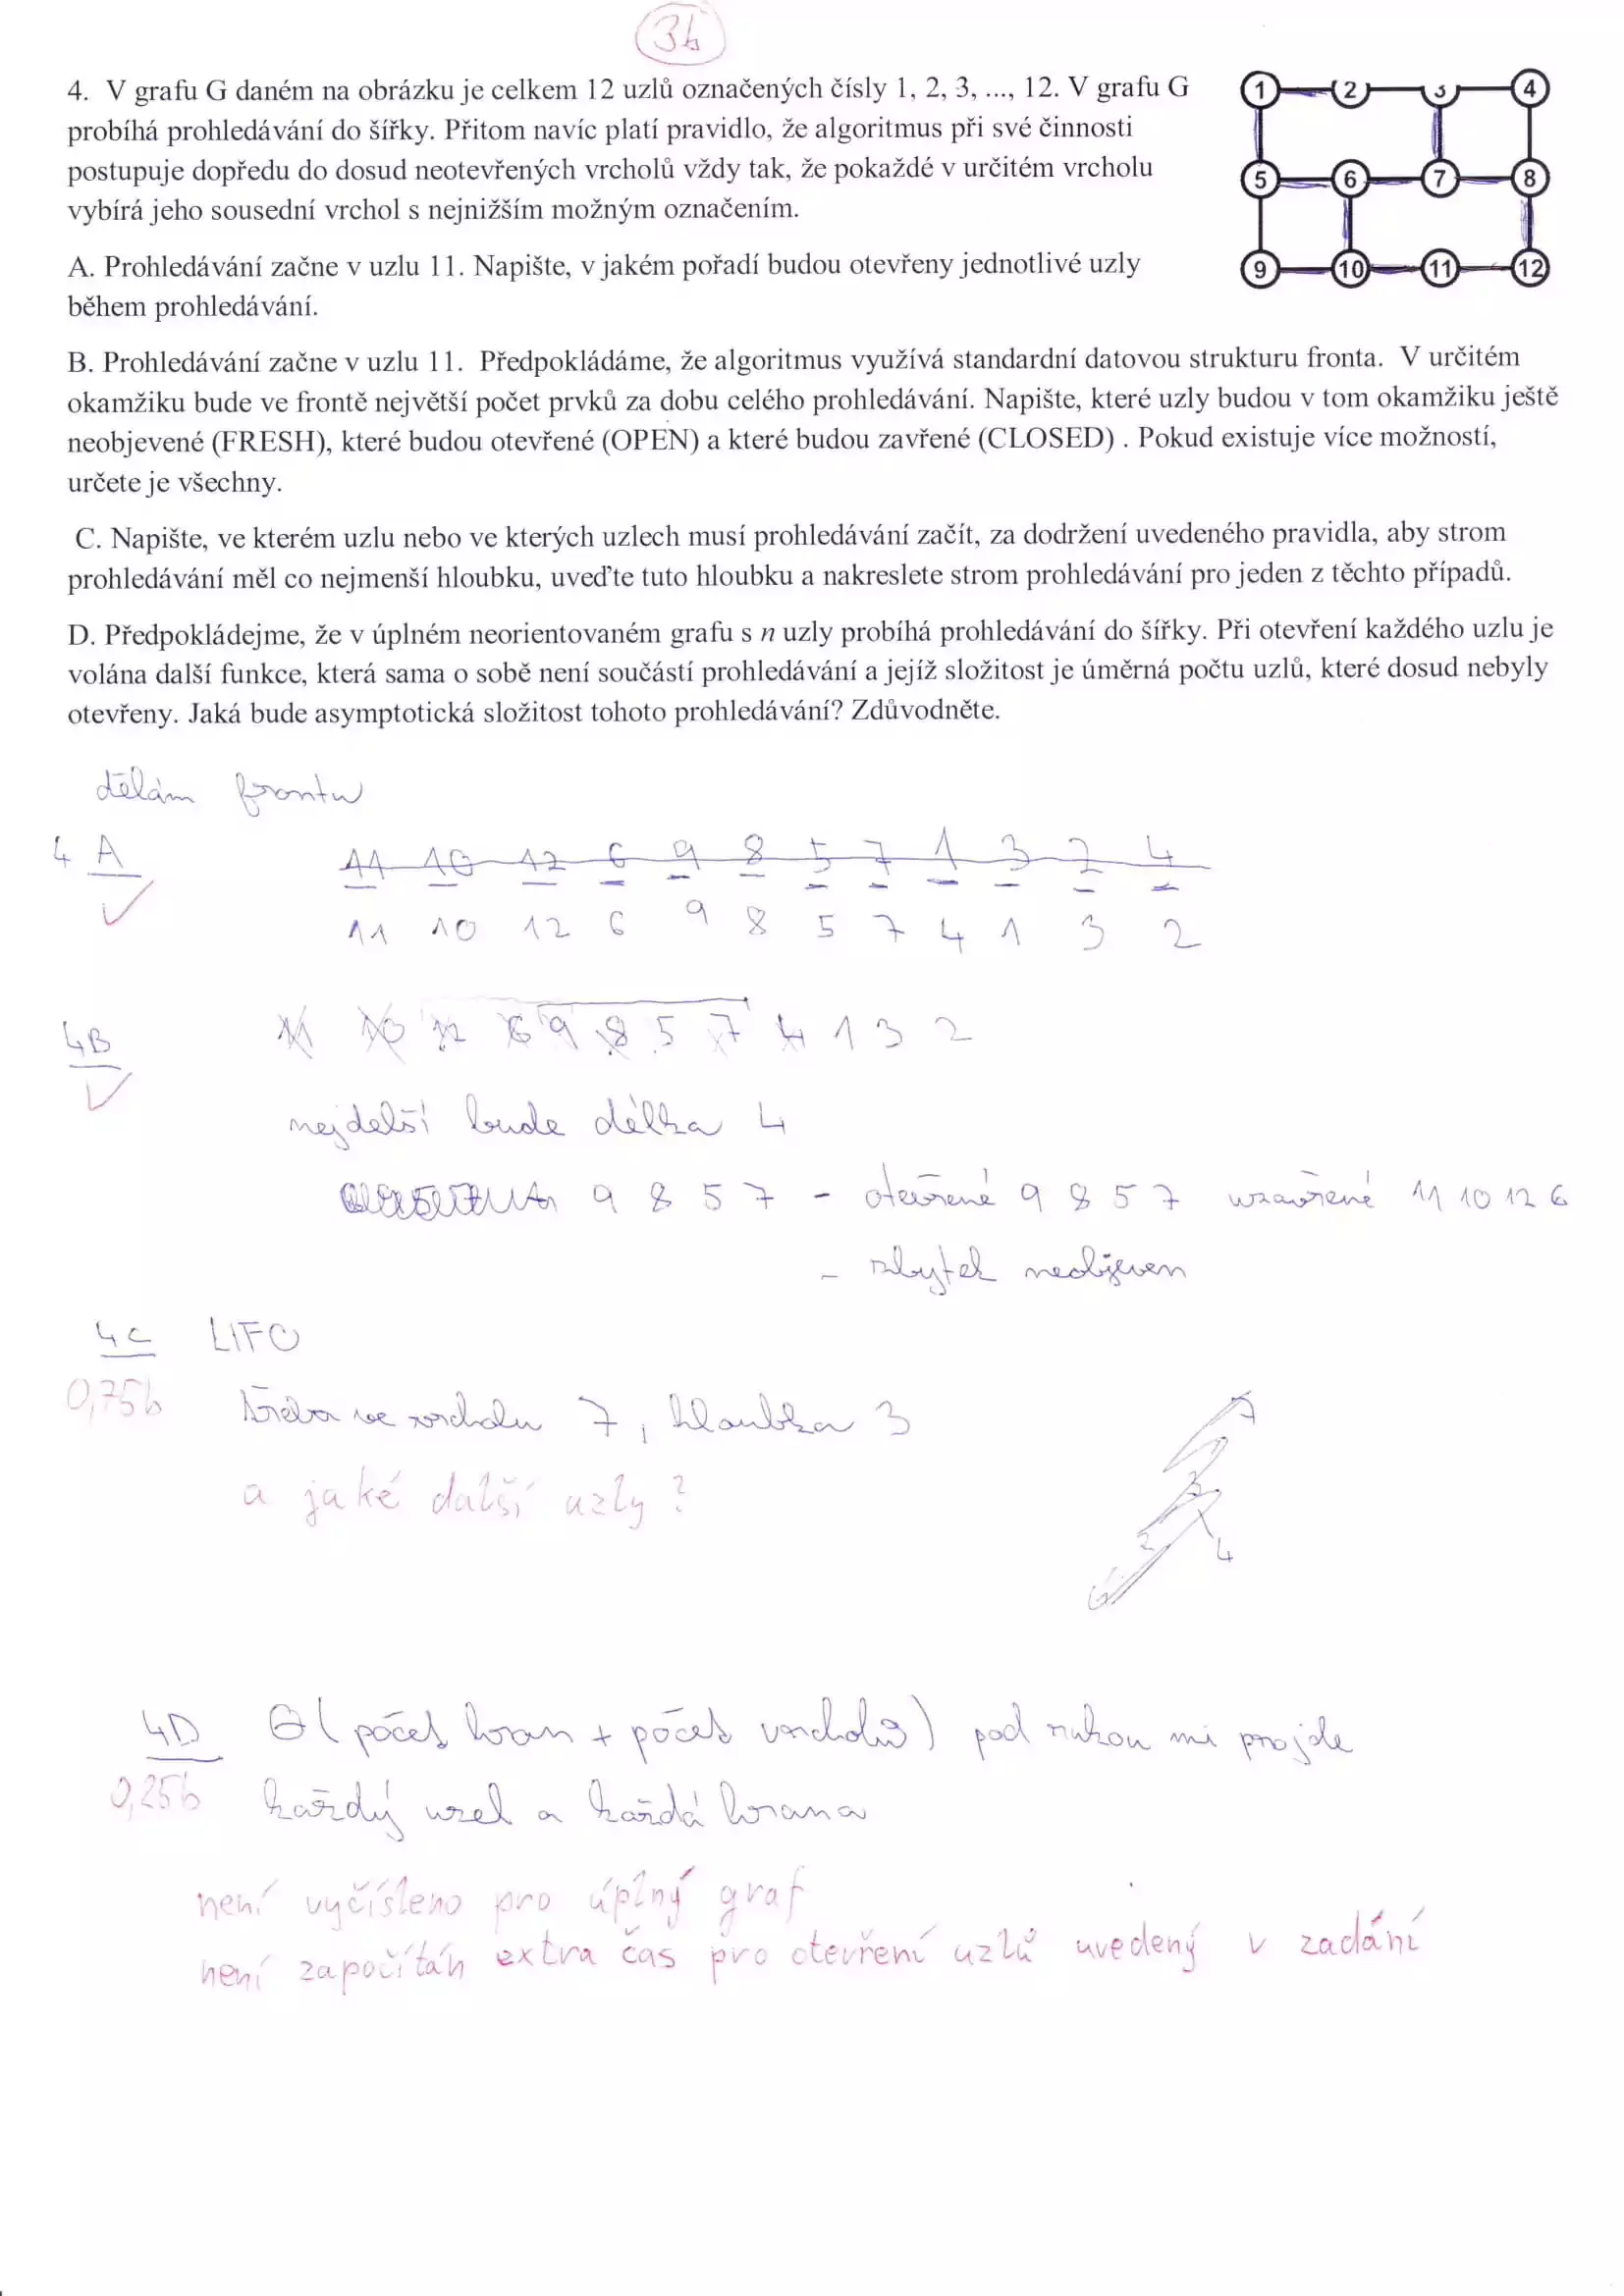 3b
4. V grafu G daném na obrázku je celkem 12 uzlů označených čísly 1, 2, 3, ..., 12. V grafu G
probíhá prohledávání do šířky. Přitom navíc platí pravidlo, že algoritmus při své činnosti
postupuje dopředu do dosud neotevřených vrcholů vždy tak, že pokaždé v určitém vrcholu
vybírá jeho sousední vrchol s nejnižším možným označením.
1 2 3 4
5 6 7 8
9 10 11 12
A. Prohledávání začne v uzlu 11. Napište, v jakém pořadí budou otevřeny jednotlivé uzly
během prohledávání.
B. Prohledávání začne v uzlu 11. Předpokládáme, že algoritmus využívá standardní datovou strukturu fronta. V určitém
okamžiku bude ve frontě největší počet prvků za dobu celého prohledávání. Napište, které uzly budou v tom okamžiku ještě
neobjevené (FRESH), které budou otevřené (OPEN) a které budou zavřené (CLOSED) . Pokud existuje více možností,
určete je všechny.
C. Napište, ve kterém uzlu nebo ve kterých uzlech musí prohledávání začít, za dodržení uvedeného pravidla, aby strom
prohledávání měl co nejmenší hloubku, uveďte tuto hloubku a nakreslete strom prohledávání pro jeden z těchto případů.
D. Předpokládejme, že v úplném neorientovaném grafu s n uzly probíhá prohledávání do šířky. Při otevření každého uzlu je
volána další funkce, která sama o sobě není součástí prohledávání a jejíž složitost je úměrná počtu uzlů, které dosud nebyly
otevřeny. Jaká bude asymptotická složitost tohoto prohledávání? Zdůvodněte.
dělám frontu
4 A 11 10 12 6 9 8 5 7 1 3 2 4
11 10 12 6 9 8 5 7 4 1 3 2
4B 11 10 12 6 9 8 5 7 4 1 3 2
nejdelší bude délka 4
9 8 5 7 - otevřené 9 8 5 7 uzavřené 11 10 12 6
- zbytek neobjeven
4C LIFO
0,75b třeba ve vrcholu 7, hloubka 3
a jaké další uzly?
7
3
2 4
4D Θ(počet hran + počet vrcholů) pod rukou mi projde
0,25b každý uzel a každá hrana
není vyčísleno pro úplný graf
není započítán extra čas pro otevření uzlů uvedený v zadání